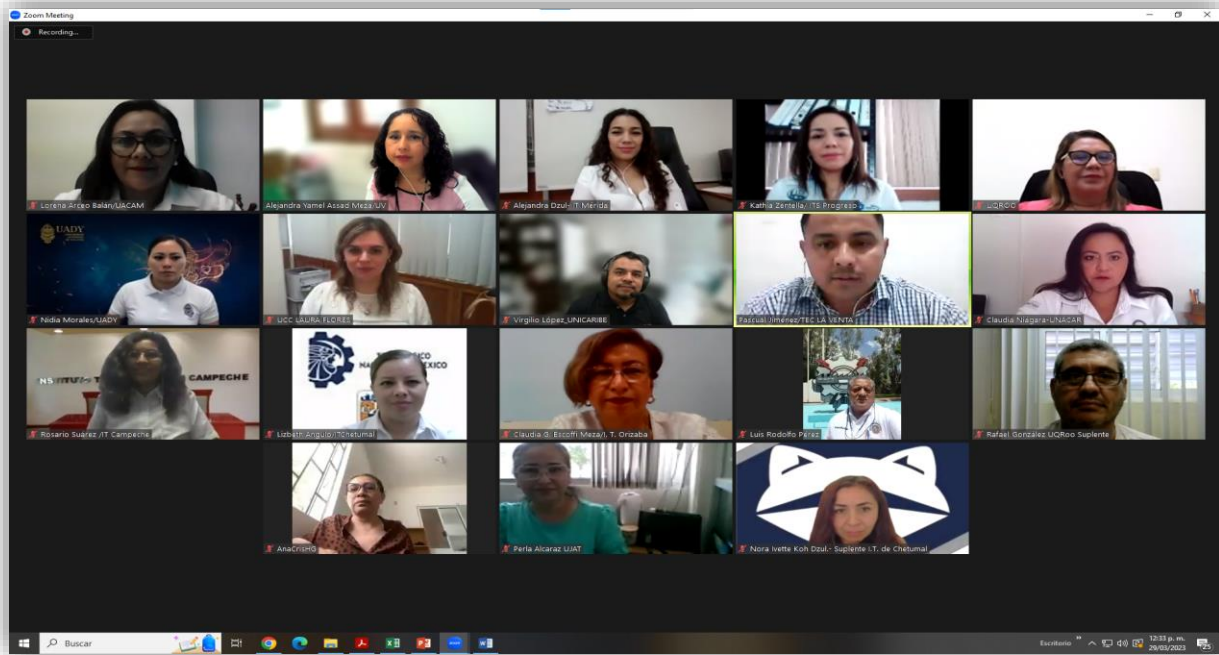 Zoom Meeting
Recording...
Lorena Arceo Balan/UACAM
Alejandra Yamel Assad Meza/UV
Alejandra Dzul- IT Mérida
Kathia Zentella/ ITS Progreso
UQROO
UADY
Nidia Morales/UADY
UCC LAURA FLORES
Virgilio López_UNICARIBE
Pascual Jiménez/TEC LA VENTA
Claudia Niagara-UNACAR
CAMPECHE
Rosario Suárez /IT Campeche
Lizbeth Angulo/ITChetumal
Claudia G. Escoffi Meza/I. T. Orizaba
Luis Rodolfo Pérez
Rafael González UQRoo Suplente
AnaCrisHG
Perla Alcaraz UJAT
Nora Ivette Koh Dzul.- Suplente I.T. de Chetumal
Buscar
Escritorio
12:33 p. m.
29/03/2023